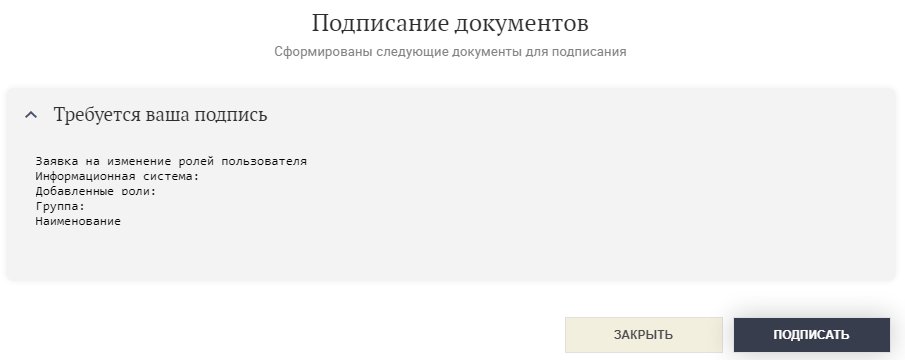 Подписание документов
Сформированы следующие документы для подписания
Требуется ваша подпись
Заявка на изменение ролей пользователя
Информационная система:
Добавленные роли:
Группа:
Наименование
ЗАКРЫТЬ ПОДПИСАТЬ